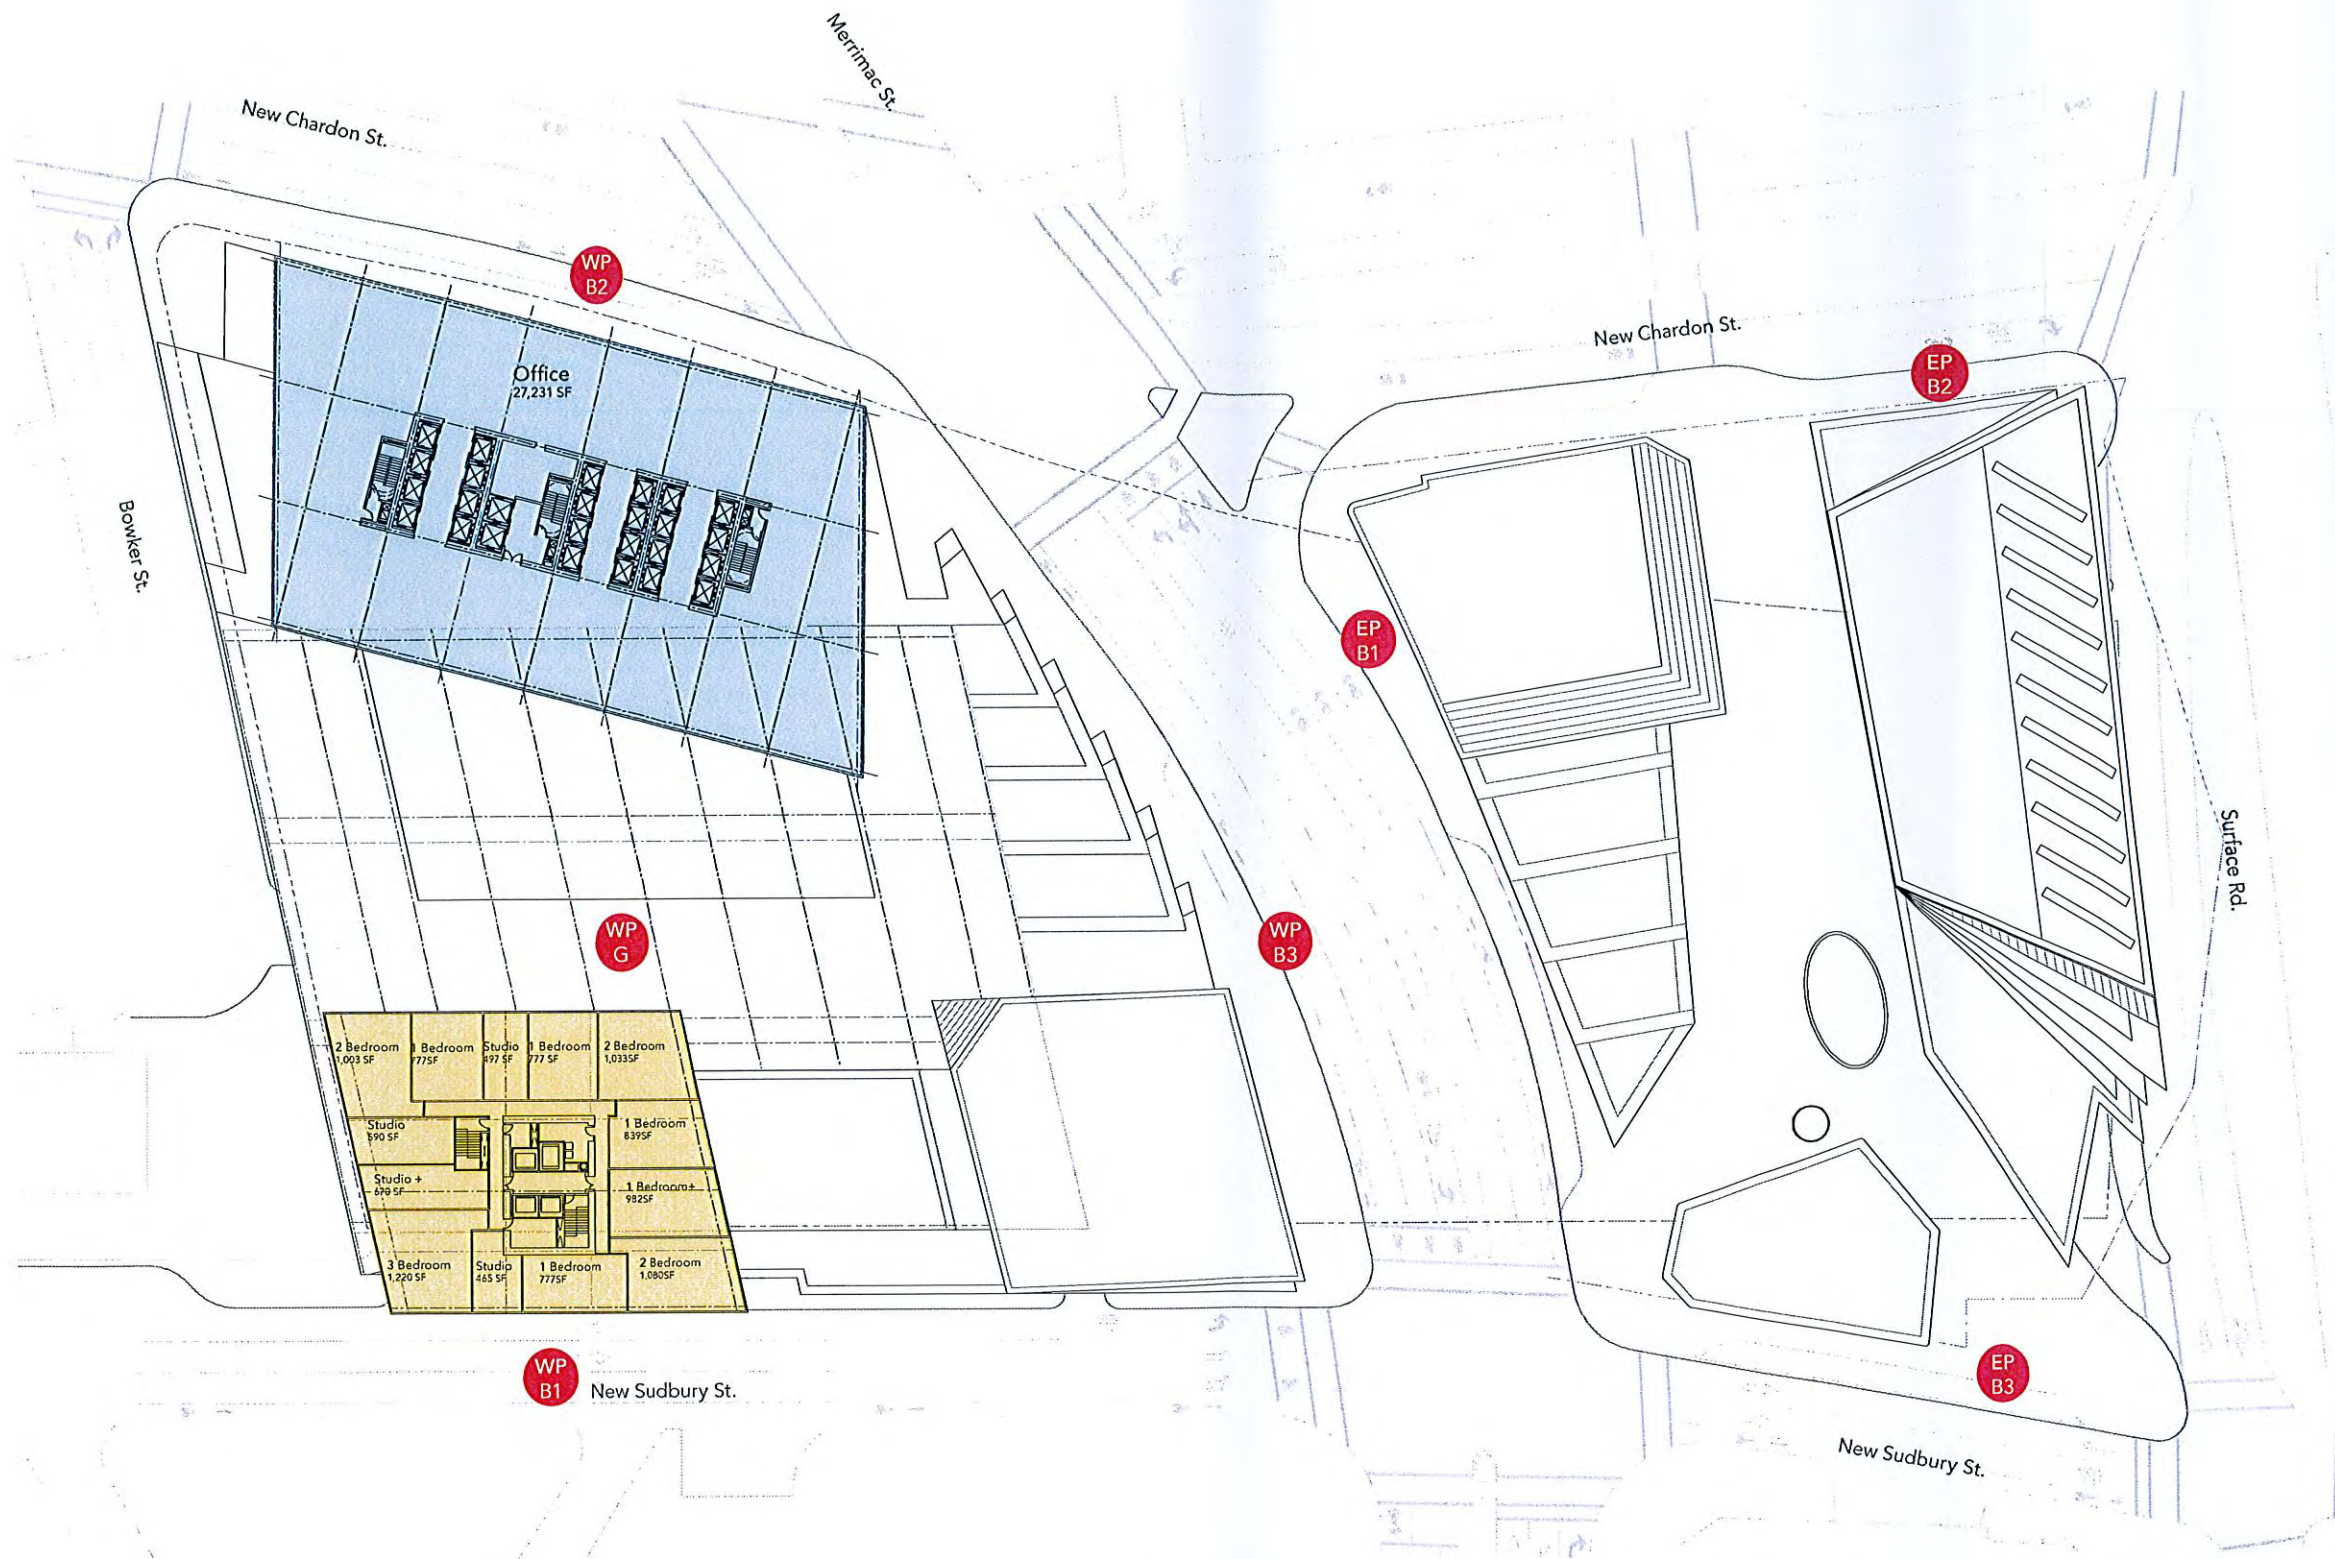 Merrimac St.
New Chardon St.
WP
B2
New Chardon St.
EP
B2
Office
27,231 SF
Bowker St.
EP
B1
Surface Rd.
WP
G
WP
B3
2 Bedroom
1,003 SF
1 Bedroom
777SF
Studio
497 SF
1 Bedroom
777 SF
2 Bedroom
1,033SF
Studio
590 SF
1 Bedroom
839SF
Studio +
670 SF
1 Bedroom+
982SF
3 Bedroom
1,220 SF
Studio
465 SF
1 Bedroom
777SF
2 Bedroom
1,080SF
WP
B1
New Sudbury St.
EP
B3
New Sudbury St.